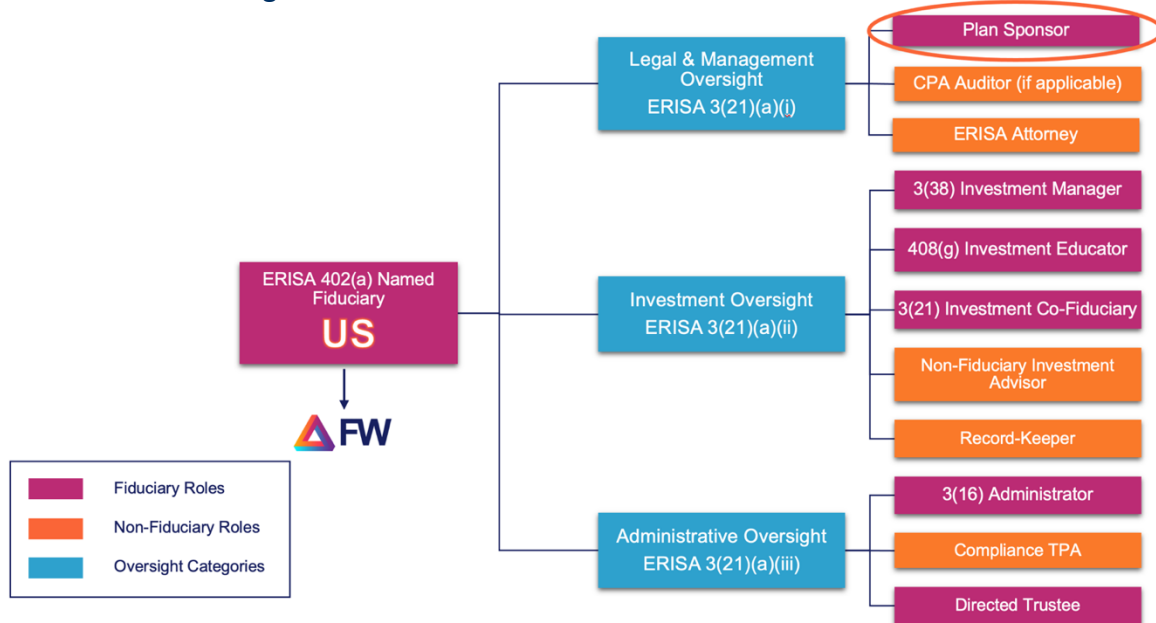 Plan Sponsor
Legal & Management
Oversight
ERISA 3(21)(a)(i)
CPA Auditor (if applicable)
ERISA Attorney
3(38) Investment Manager
408(g) Investment Educator
ERISA 402(a) Named
Fiduciary
US
Investment Oversight
ERISA 3(21)(a)(ii)
3(21) Investment Co-Fiduciary
Non-Fiduciary Investment
Advisor
FW
Record-Keeper
Fiduciary Roles
Non-Fiduciary Roles
Oversight Categories
3(16) Administrator
Administrative Oversight
ERISA 3(21)(a)(iii)
Compliance TPA
Directed Trustee